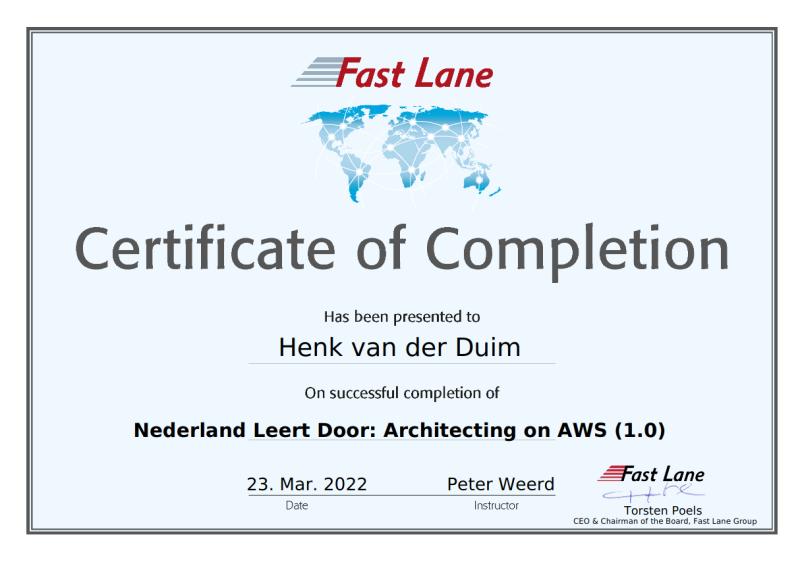 Fast Lane
Certificate of Completion
Has been presented to
Henk van der Duim
On successful completion of
Nederland Leert Door: Architecting on AWS (1.0)
23. Mar. 2022
Date
Peter Weerd
Instructor
Fast Lane
Torsten Poels
CEO & Chairman of the Board, Fast Lane Group